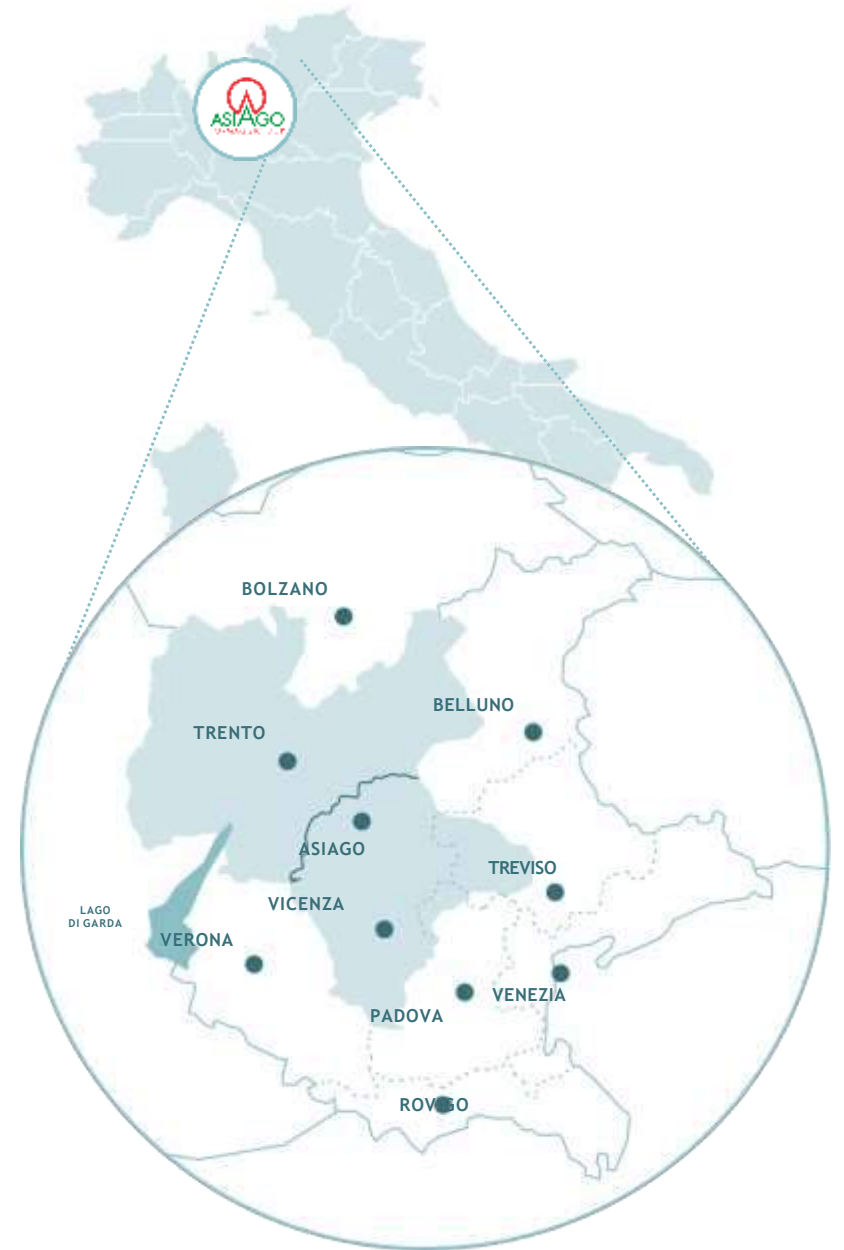 ASIAGO
BOLZANO
BELLUNO
TRENTO
ASIAGO
TREVISO
VICENZA
LAGO
DI GARDA
VERONA
VENEZIA
PADOVA
ROVIGO